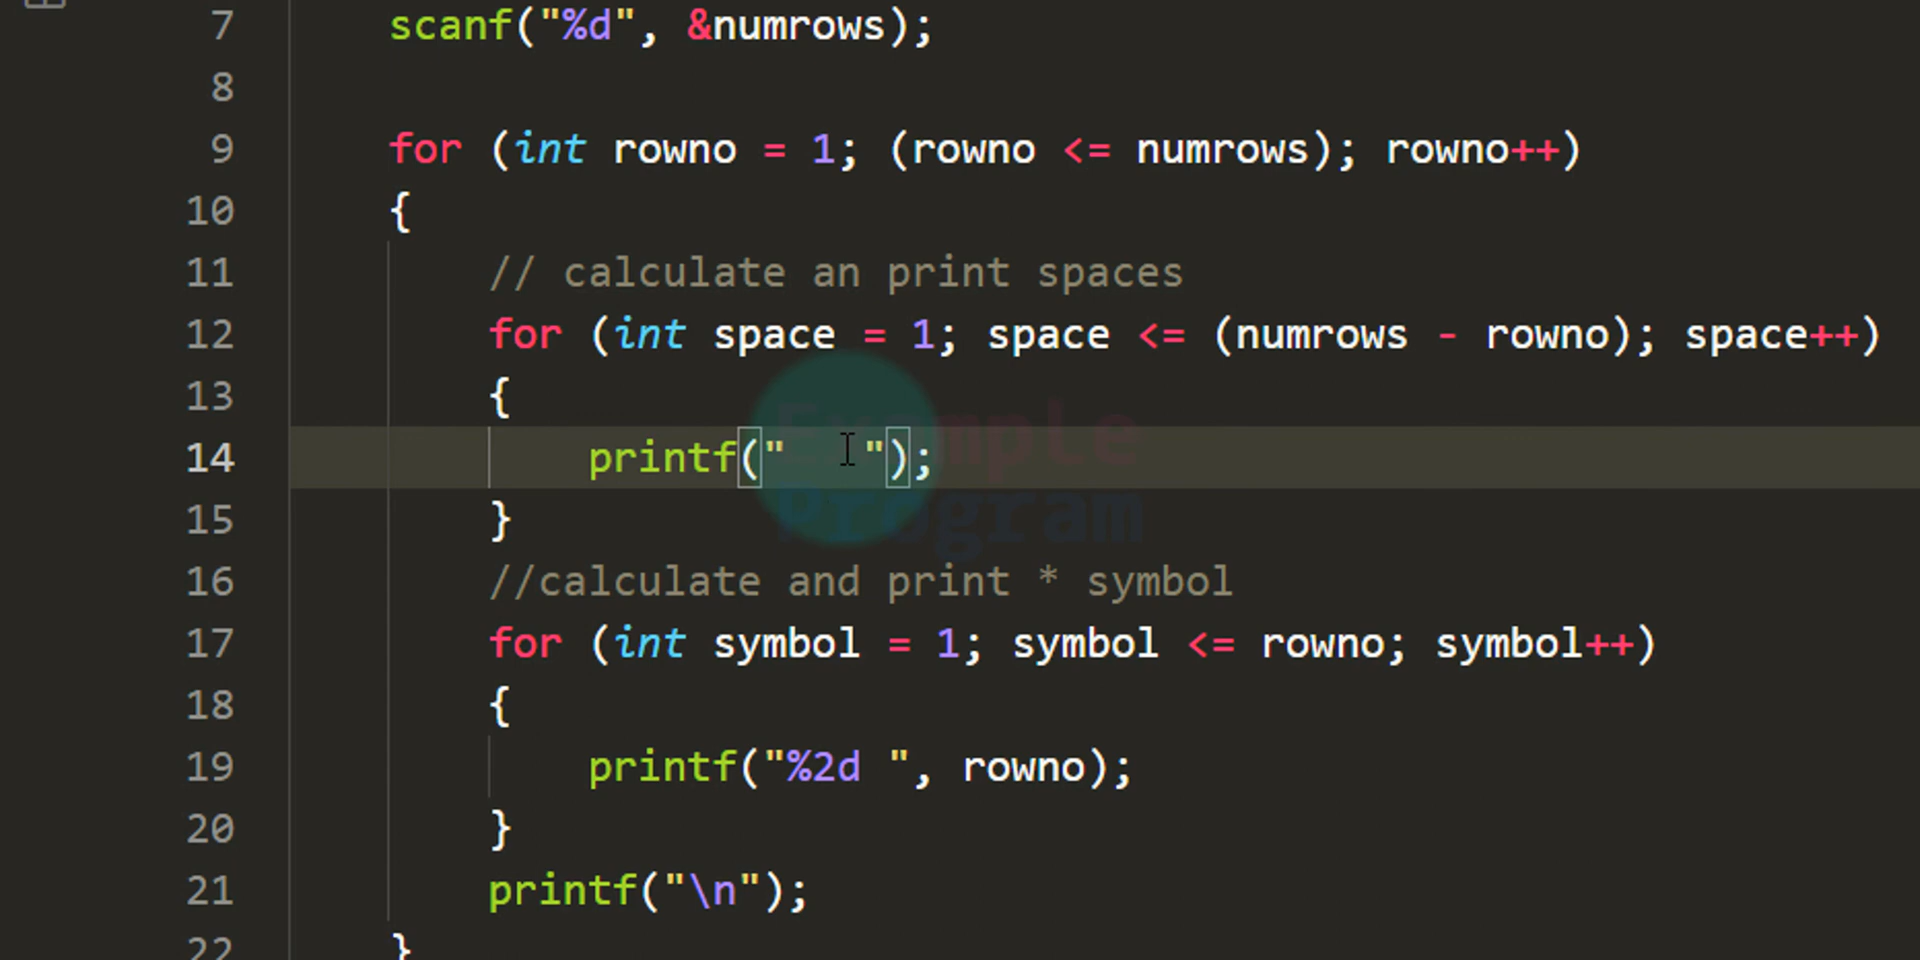 7 scanf("%d", &numrows);
8
9 for (int rowno = 1; (rowno <= numrows); rowno++)
10 {
11 // calculate an print spaces
12 for (int space = 1; space <= (numrows - rowno); space++)
13 {
14 printf("   ");
15 }
16 //calculate and print * symbol
17 for (int symbol = 1; symbol <= rowno; symbol++)
18 {
19 printf("%2d ", rowno);
20 }
21 printf("\n");
22 }
Example
Program